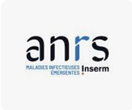 anrs
MALADIES INFECTIEUSES
ÉMERGENTES Inserm